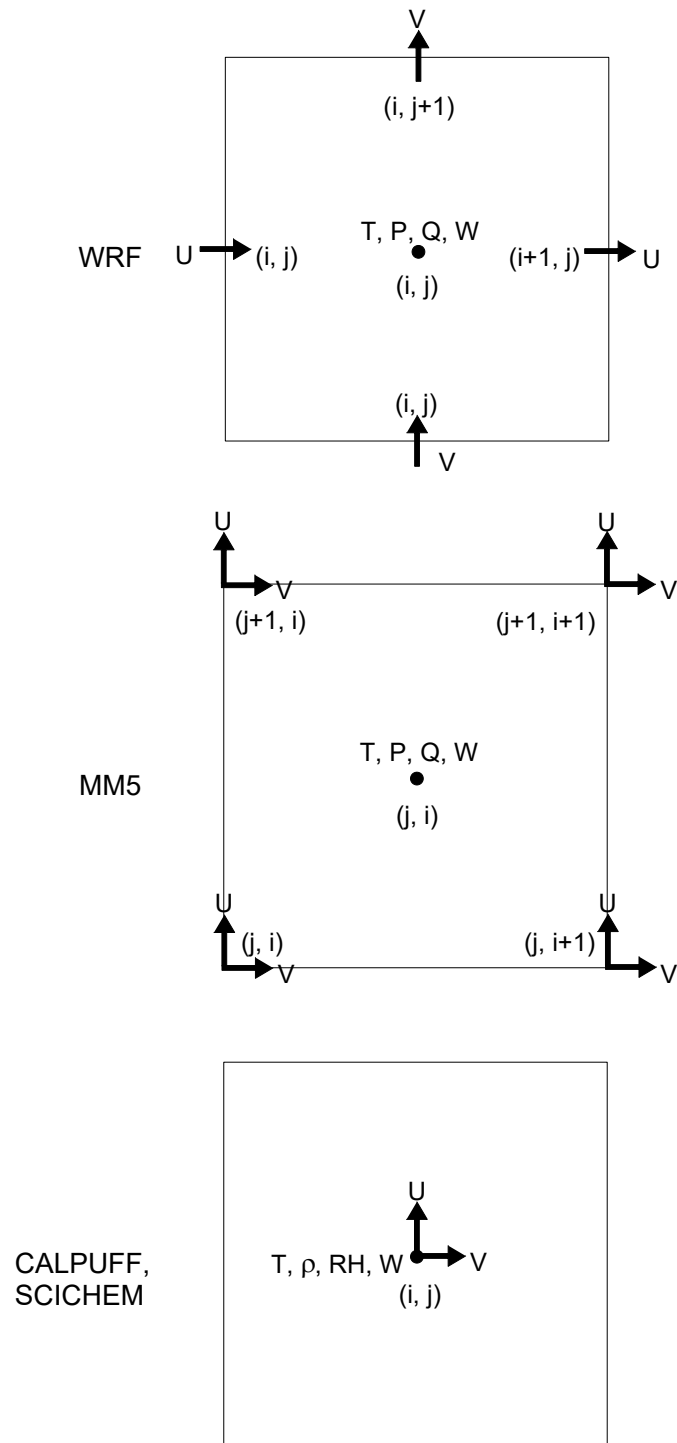 V
(i, j+1)
T, P, Q, W
WRF U (i, j) (i+1, j) U
(i, j)
(i, j)
V
U U
V V
(j+1, i) (j+1, i+1)
T, P, Q, W
MM5
(j, i)
U U
(j, i) (j, i+1)
V V
U
CALPUFF, T, ρ, RH, W V
SCICHEM (i, j)